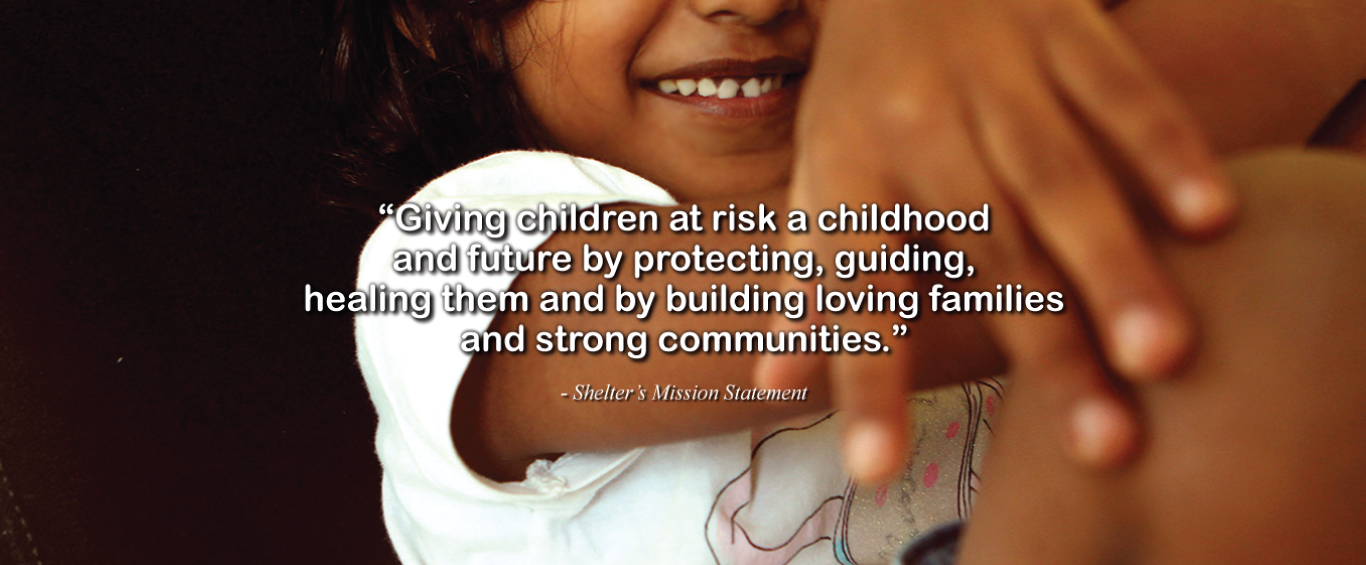 “Giving children at risk a childhood
and future by protecting, guiding,
healing them and by building loving families
and strong communities.”
- Shelter’s Mission Statement